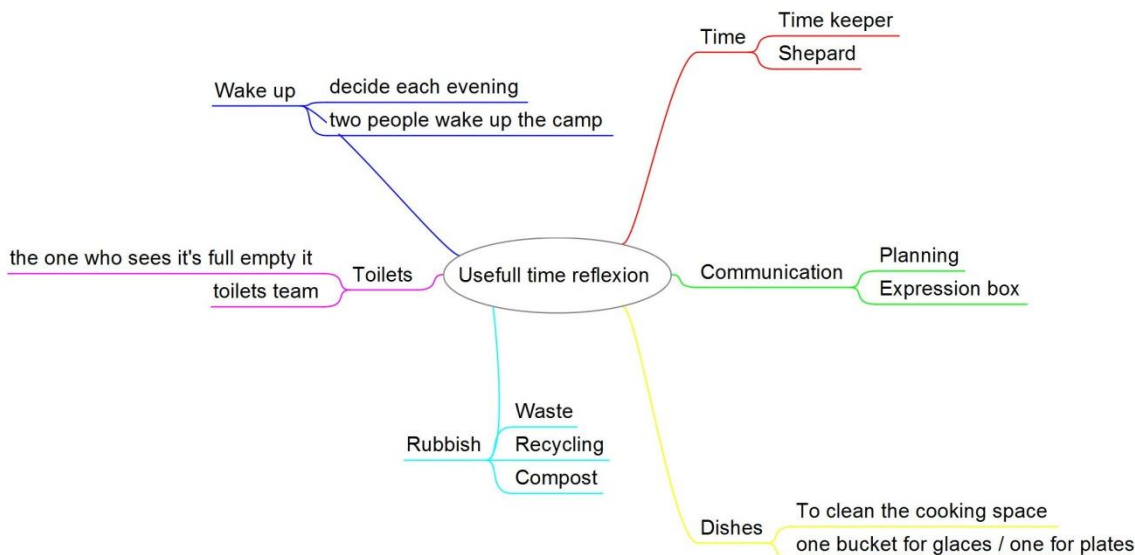 Usefull time reflexion
Time
Time keeper
Shepard
Communication
Planning
Expression box
Dishes
To clean the cooking space
one bucket for glaces / one for plates
Wake up
decide each evening
two people wake up the camp
Toilets
the one who sees it's full empty it
toilets team
Rubbish
Waste
Recycling
Compost